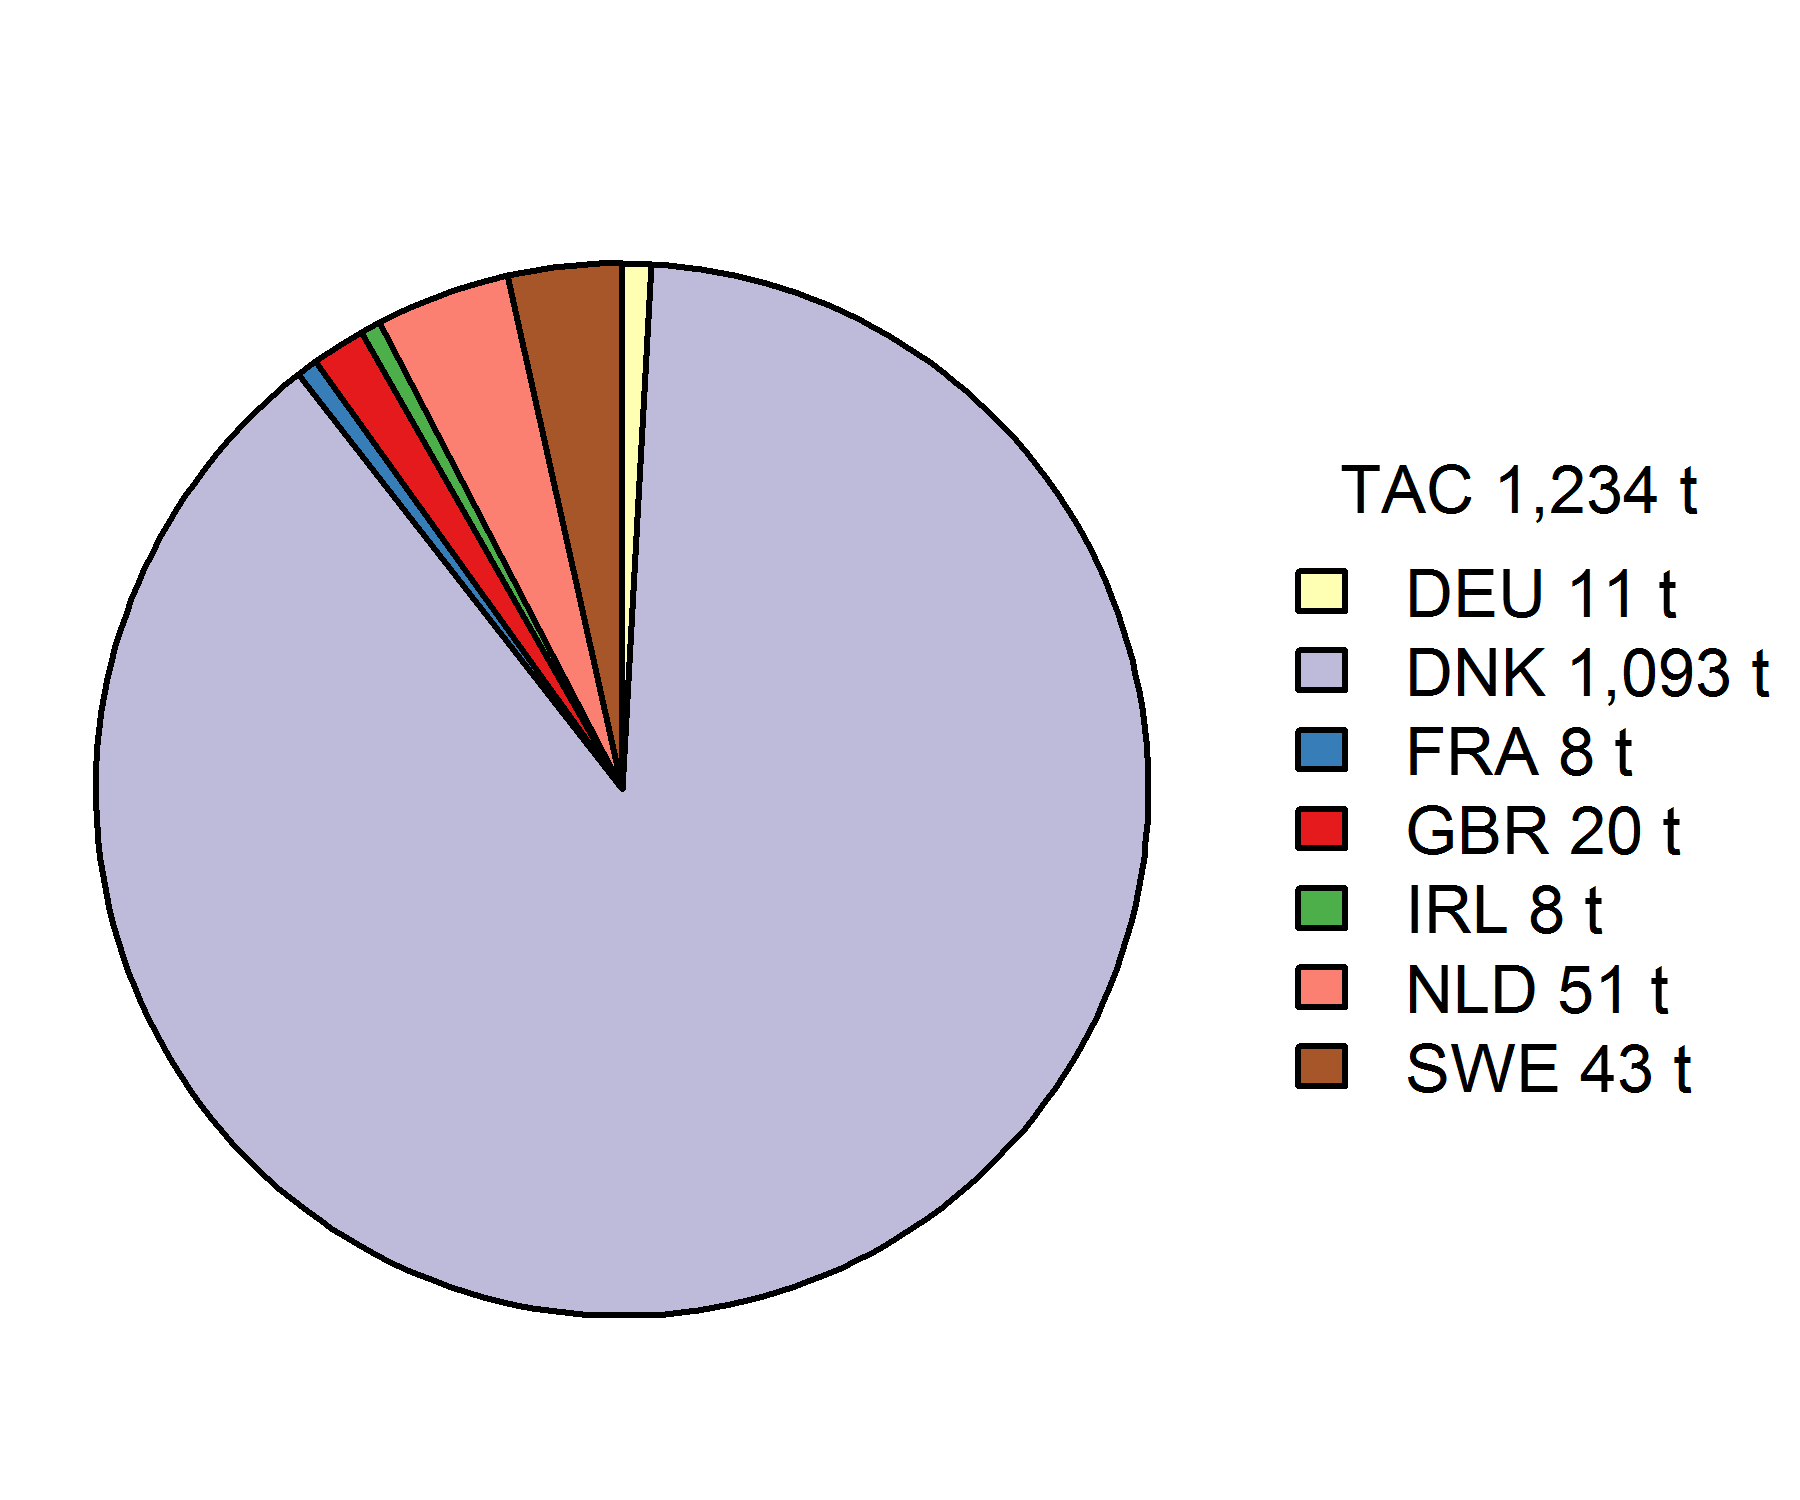 TAC 1,234 t
DEU 11 t
DNK 1,093 t
FRA 8 t
GBR 20 t
IRL 8 t
NLD 51 t
SWE 43 t